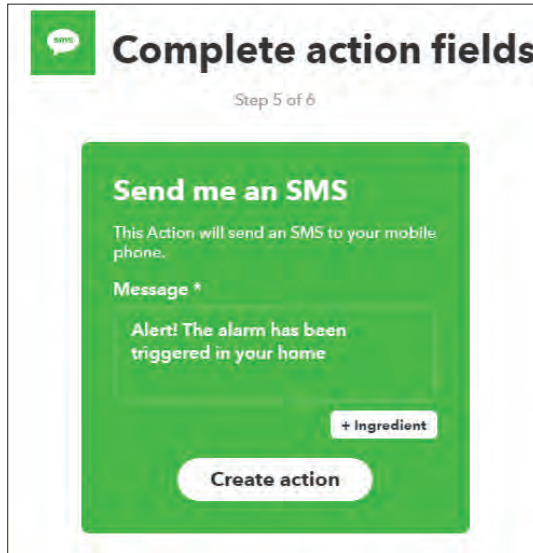 sms
Complete action fields
Step 5 of 6
Send me an SMS
This Action will send an SMS to your mobile
phone.
Message *
Alert! The alarm has been
triggered in your home
+ Ingredient
Create action